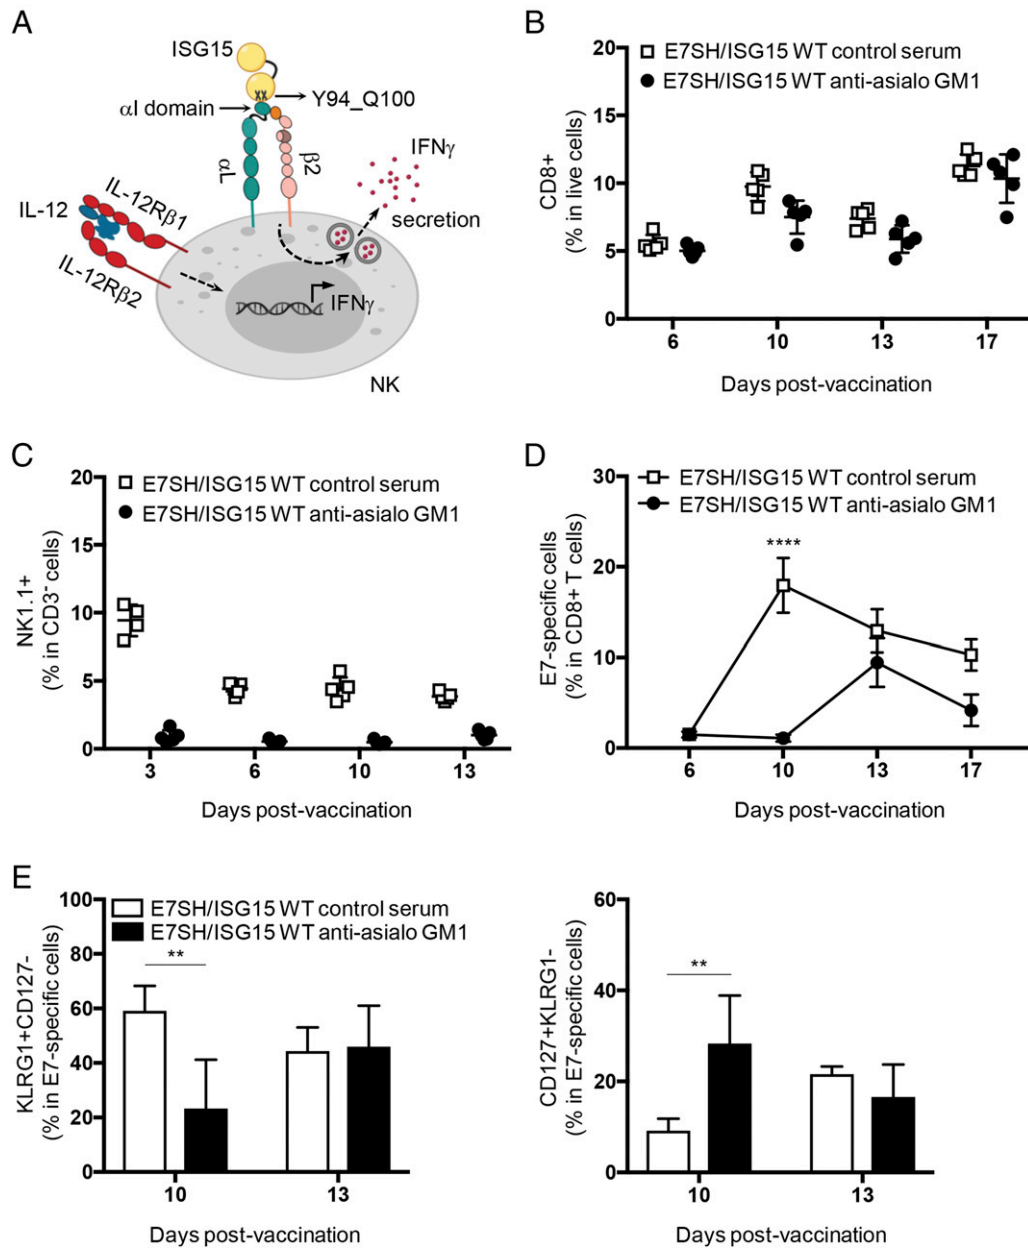 A
ISG15
XX
Y94_Q100
αI domain
αL
β2
IFNγ
secretion
IL-12
IL-12Rβ1
IL-12Rβ2
IFNγ
NK
B
E7SH/ISG15 WT control serum
E7SH/ISG15 WT anti-asialo GM1
CD8+
(% in live cells)
20
15
10
5
0
6 10 13 17
Days post-vaccination
C
E7SH/ISG15 WT control serum
E7SH/ISG15 WT anti-asialo GM1
NK1.1+
(% in CD3⁻ cells)
20
15
10
5
0
3 6 10 13
Days post-vaccination
D
E7SH/ISG15 WT control serum
E7SH/ISG15 WT anti-asialo GM1
E7-specific cells
(% in CD8+ T cells)
30
20
10
0
****
6 10 13 17
Days post-vaccination
E
E7SH/ISG15 WT control serum
E7SH/ISG15 WT anti-asialo GM1
KLRG1+CD127-
(% in E7-specific cells)
100
80
60
40
20
0
**
10 13
Days post-vaccination
CD127+KLRG1-
(% in E7-specific cells)
60
40
20
0
**
10 13
Days post-vaccination